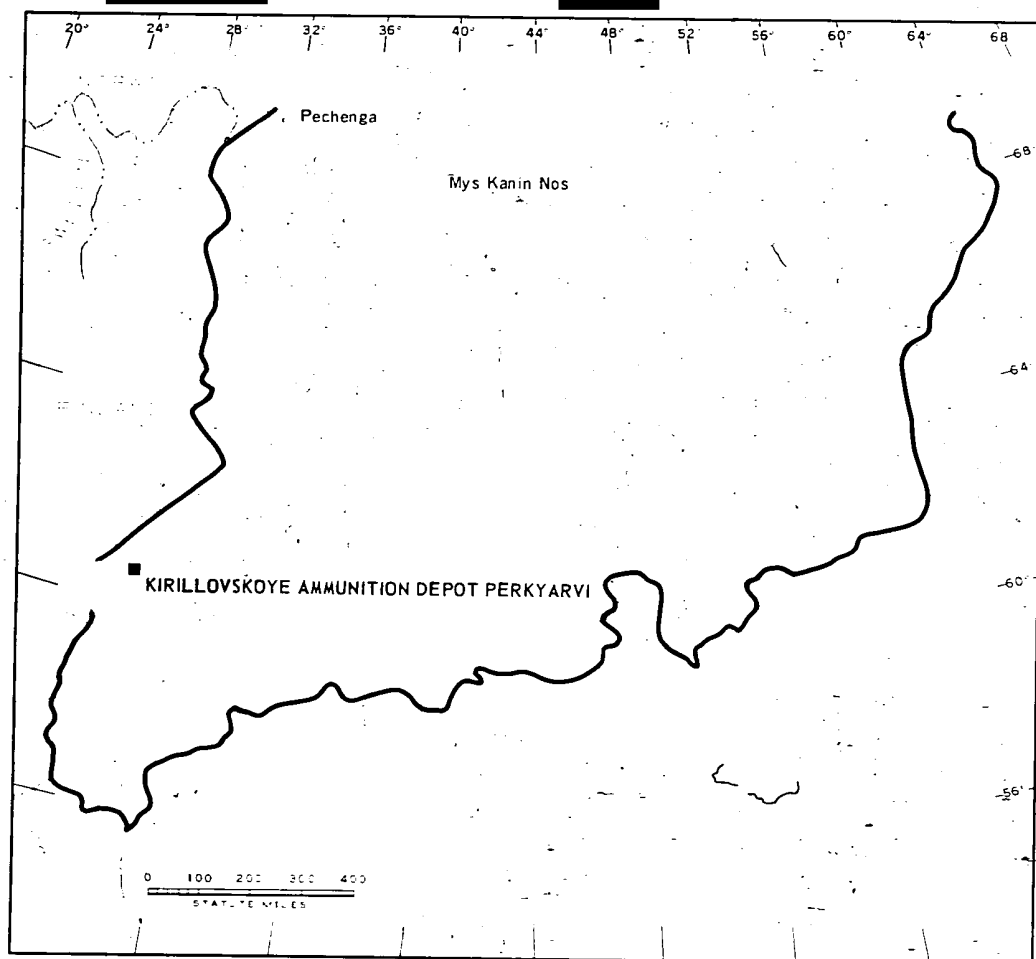 20° 24° 28° 32° 36° 40° 44° 48° 52° 56° 60° 64° 68
Pechenga
68
Mys Kanin Nos
64
KIRILLOVSKOYE AMMUNITION DEPOT PERKYARVI
60
56
0 100 200 300 400
STATUTE MILES